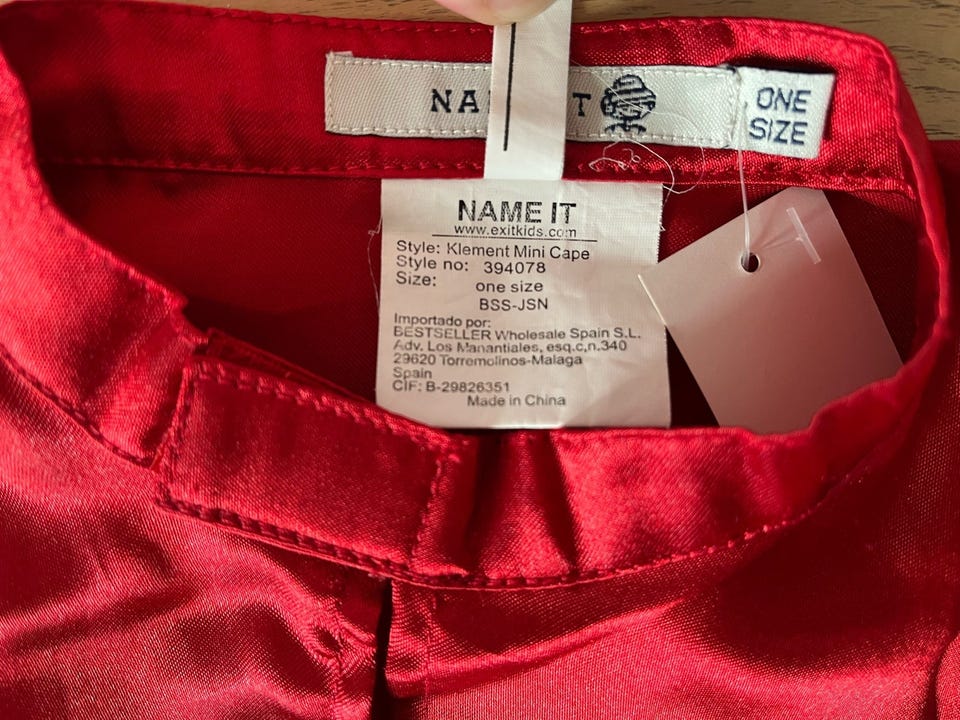 NA T
ONE
SIZE
NAME IT
www.exitkids.com
Style: Klement Mini Cape
Style no: 394078
Size: one size
BSS-JSN
Importado por:
BESTSELLER Wholesale Spain S.L.
Adv. Los Manantiales, esq.c,n.340
29620 Torremolinos-Malaga
Spain
CIF: B-29826351
Made in China